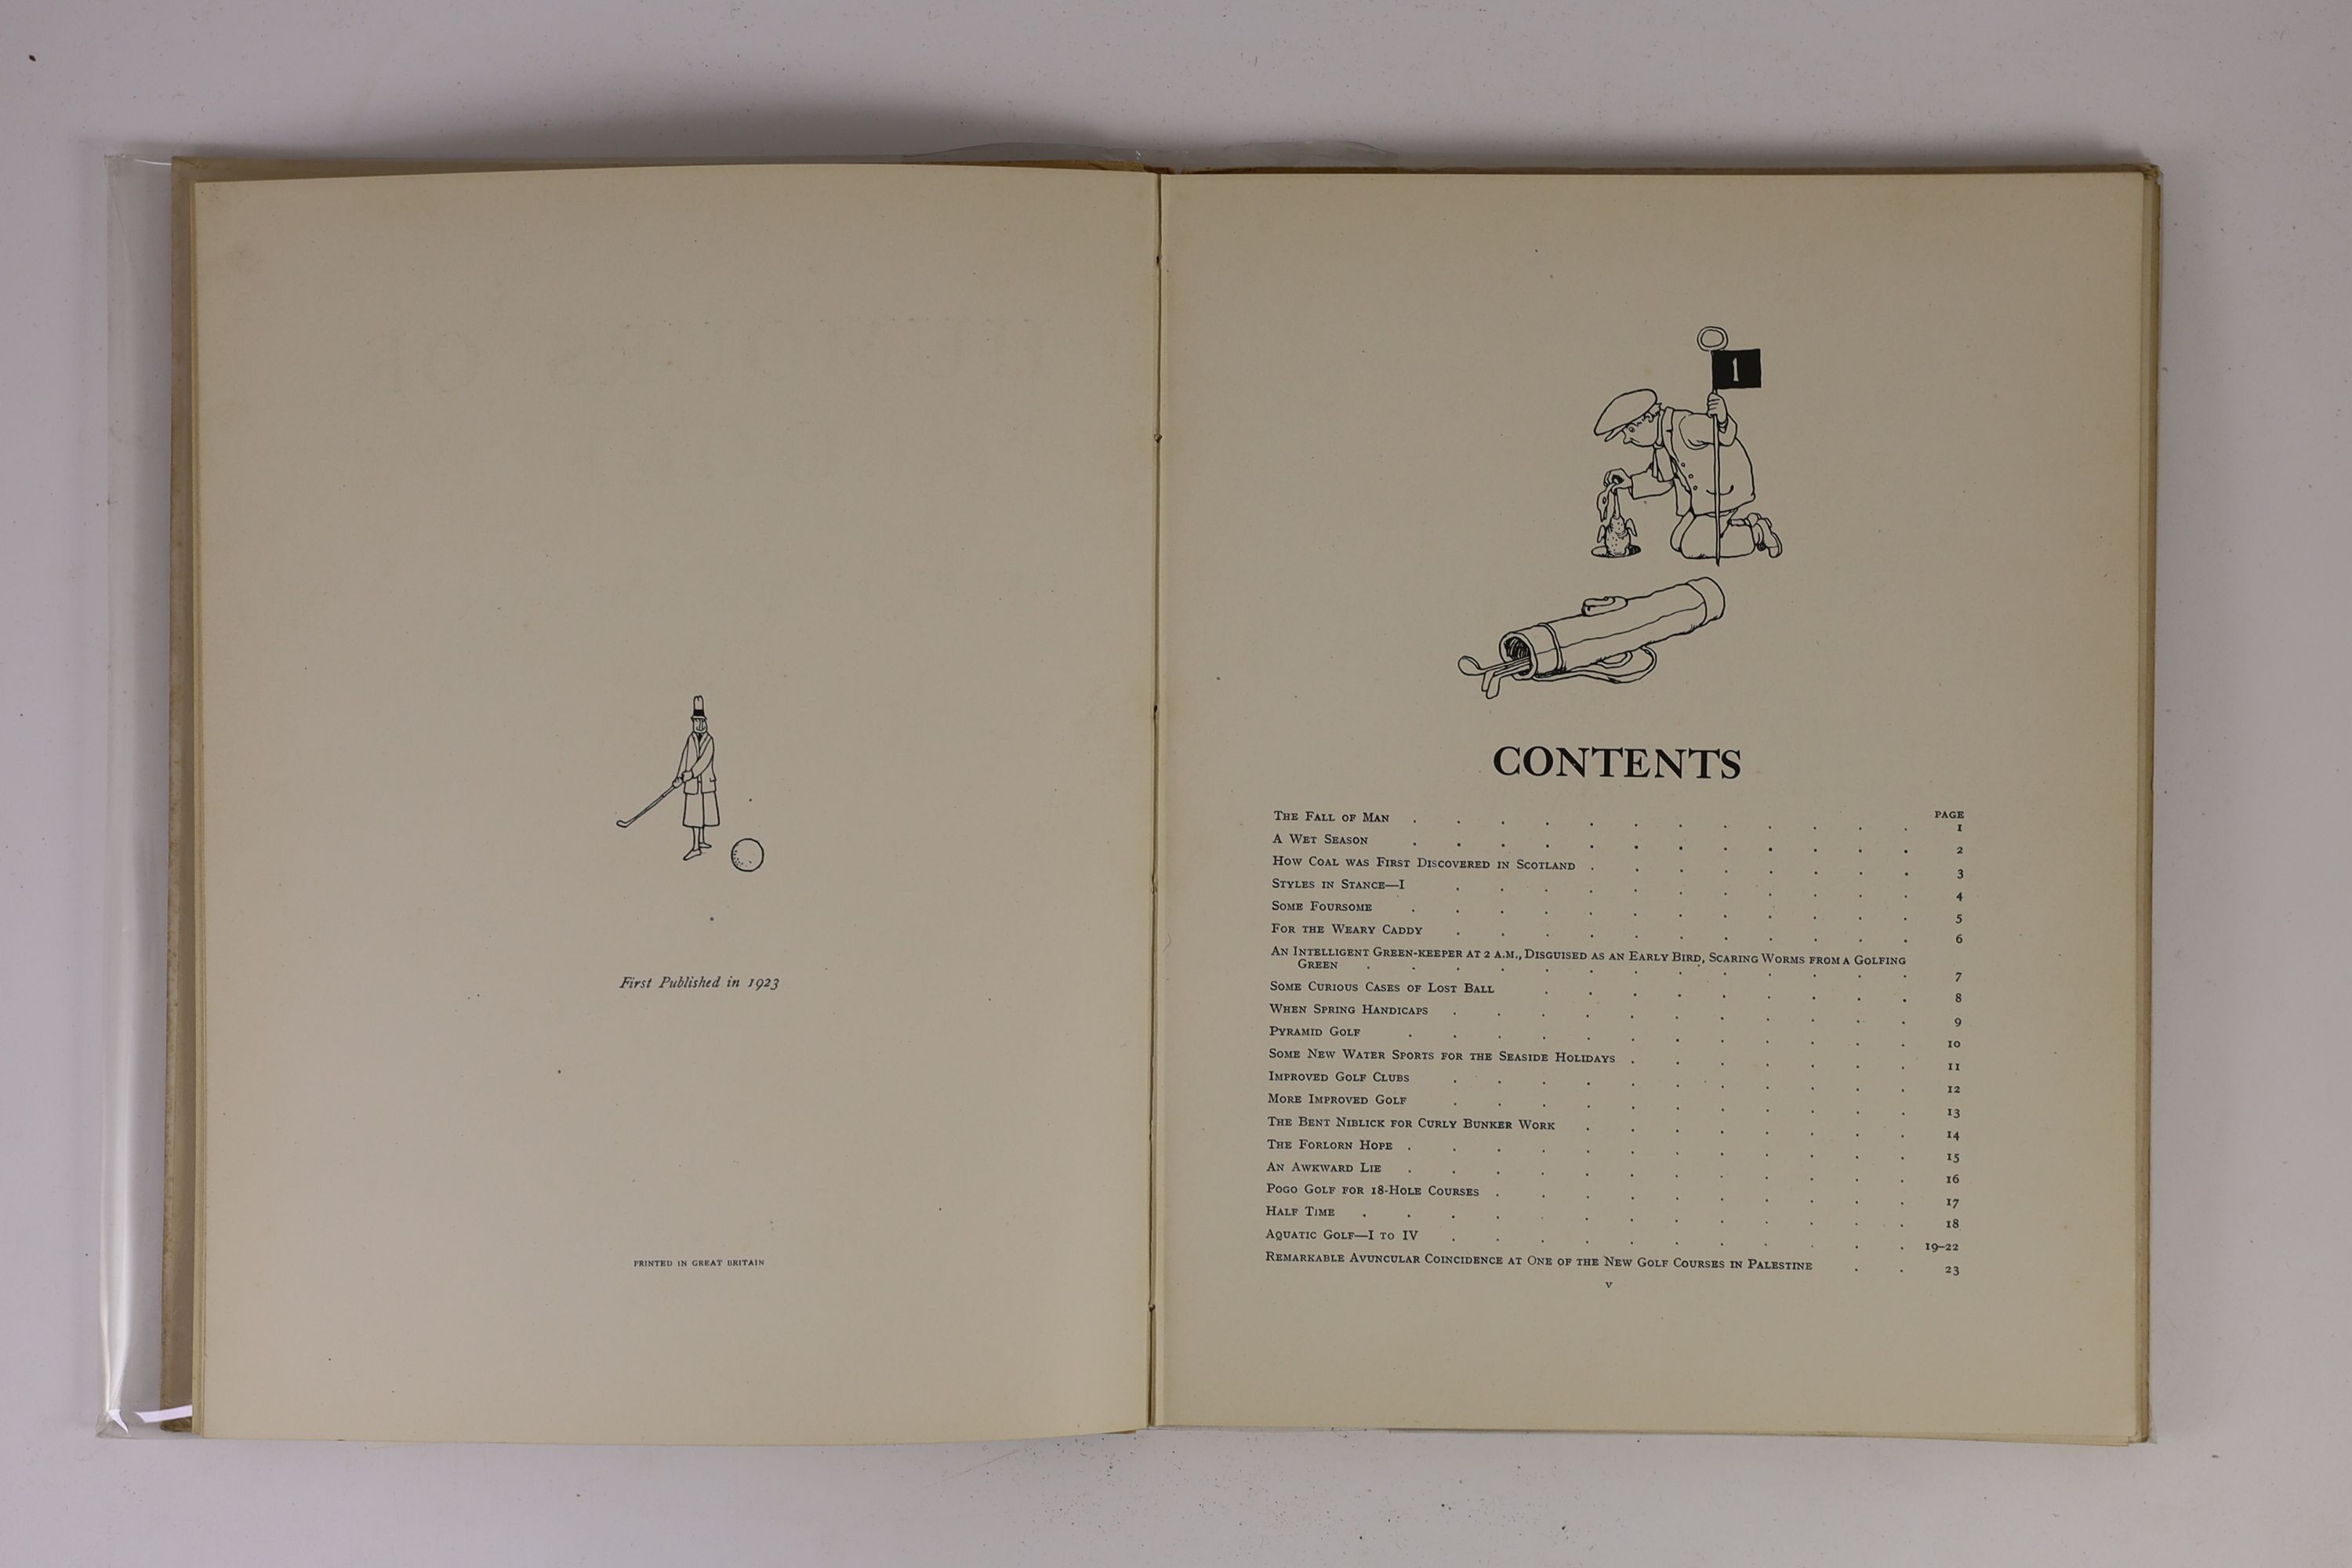 First Published in 1923
PRINTED IN GREAT BRITAIN
1
CONTENTS
PAGE
THE FALL OF MAN . . . . . . . . . . . . 1
A WET SEASON . . . . . . . . . . . . 2
HOW COAL WAS FIRST DISCOVERED IN SCOTLAND . . . . . . . . 3
STYLES IN STANCE—I . . . . . . . . . . . 4
SOME FOURSOME . . . . . . . . . . . . 5
FOR THE WEARY CADDY . . . . . . . . . . . 6
AN INTELLIGENT GREEN-KEEPER AT 2 A.M., DISGUISED AS AN EARLY BIRD, SCARING WORMS FROM A GOLFING
GREEN . . . . . . . . . . . . . 7
SOME CURIOUS CASES OF LOST BALL . . . . . . . . . 8
WHEN SPRING HANDICAPS . . . . . . . . . . . 9
PYRAMID GOLF . . . . . . . . . . . . 10
SOME NEW WATER SPORTS FOR THE SEASIDE HOLIDAYS . . . . . . . 11
IMPROVED GOLF CLUBS . . . . . . . . . . . 12
MORE IMPROVED GOLF . . . . . . . . . . . 13
THE BENT NIBLICK FOR CURLY BUNKER WORK . . . . . . . . 14
THE FORLORN HOPE . . . . . . . . . . . . 15
AN AWKWARD LIE . . . . . . . . . . . . 16
POGO GOLF FOR 18-HOLE COURSES . . . . . . . . . . 17
HALF TIME . . . . . . . . . . . . . 18
AQUATIC GOLF—I TO IV . . . . . . . . . . . 19–22
REMARKABLE AVUNCULAR COINCIDENCE AT ONE OF THE NEW GOLF COURSES IN PALESTINE . . 23
v